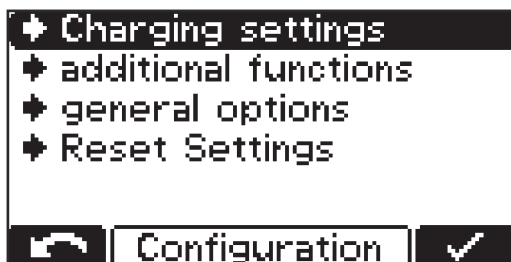 Charging settings
additional functions
general options
Reset Settings
Configuration